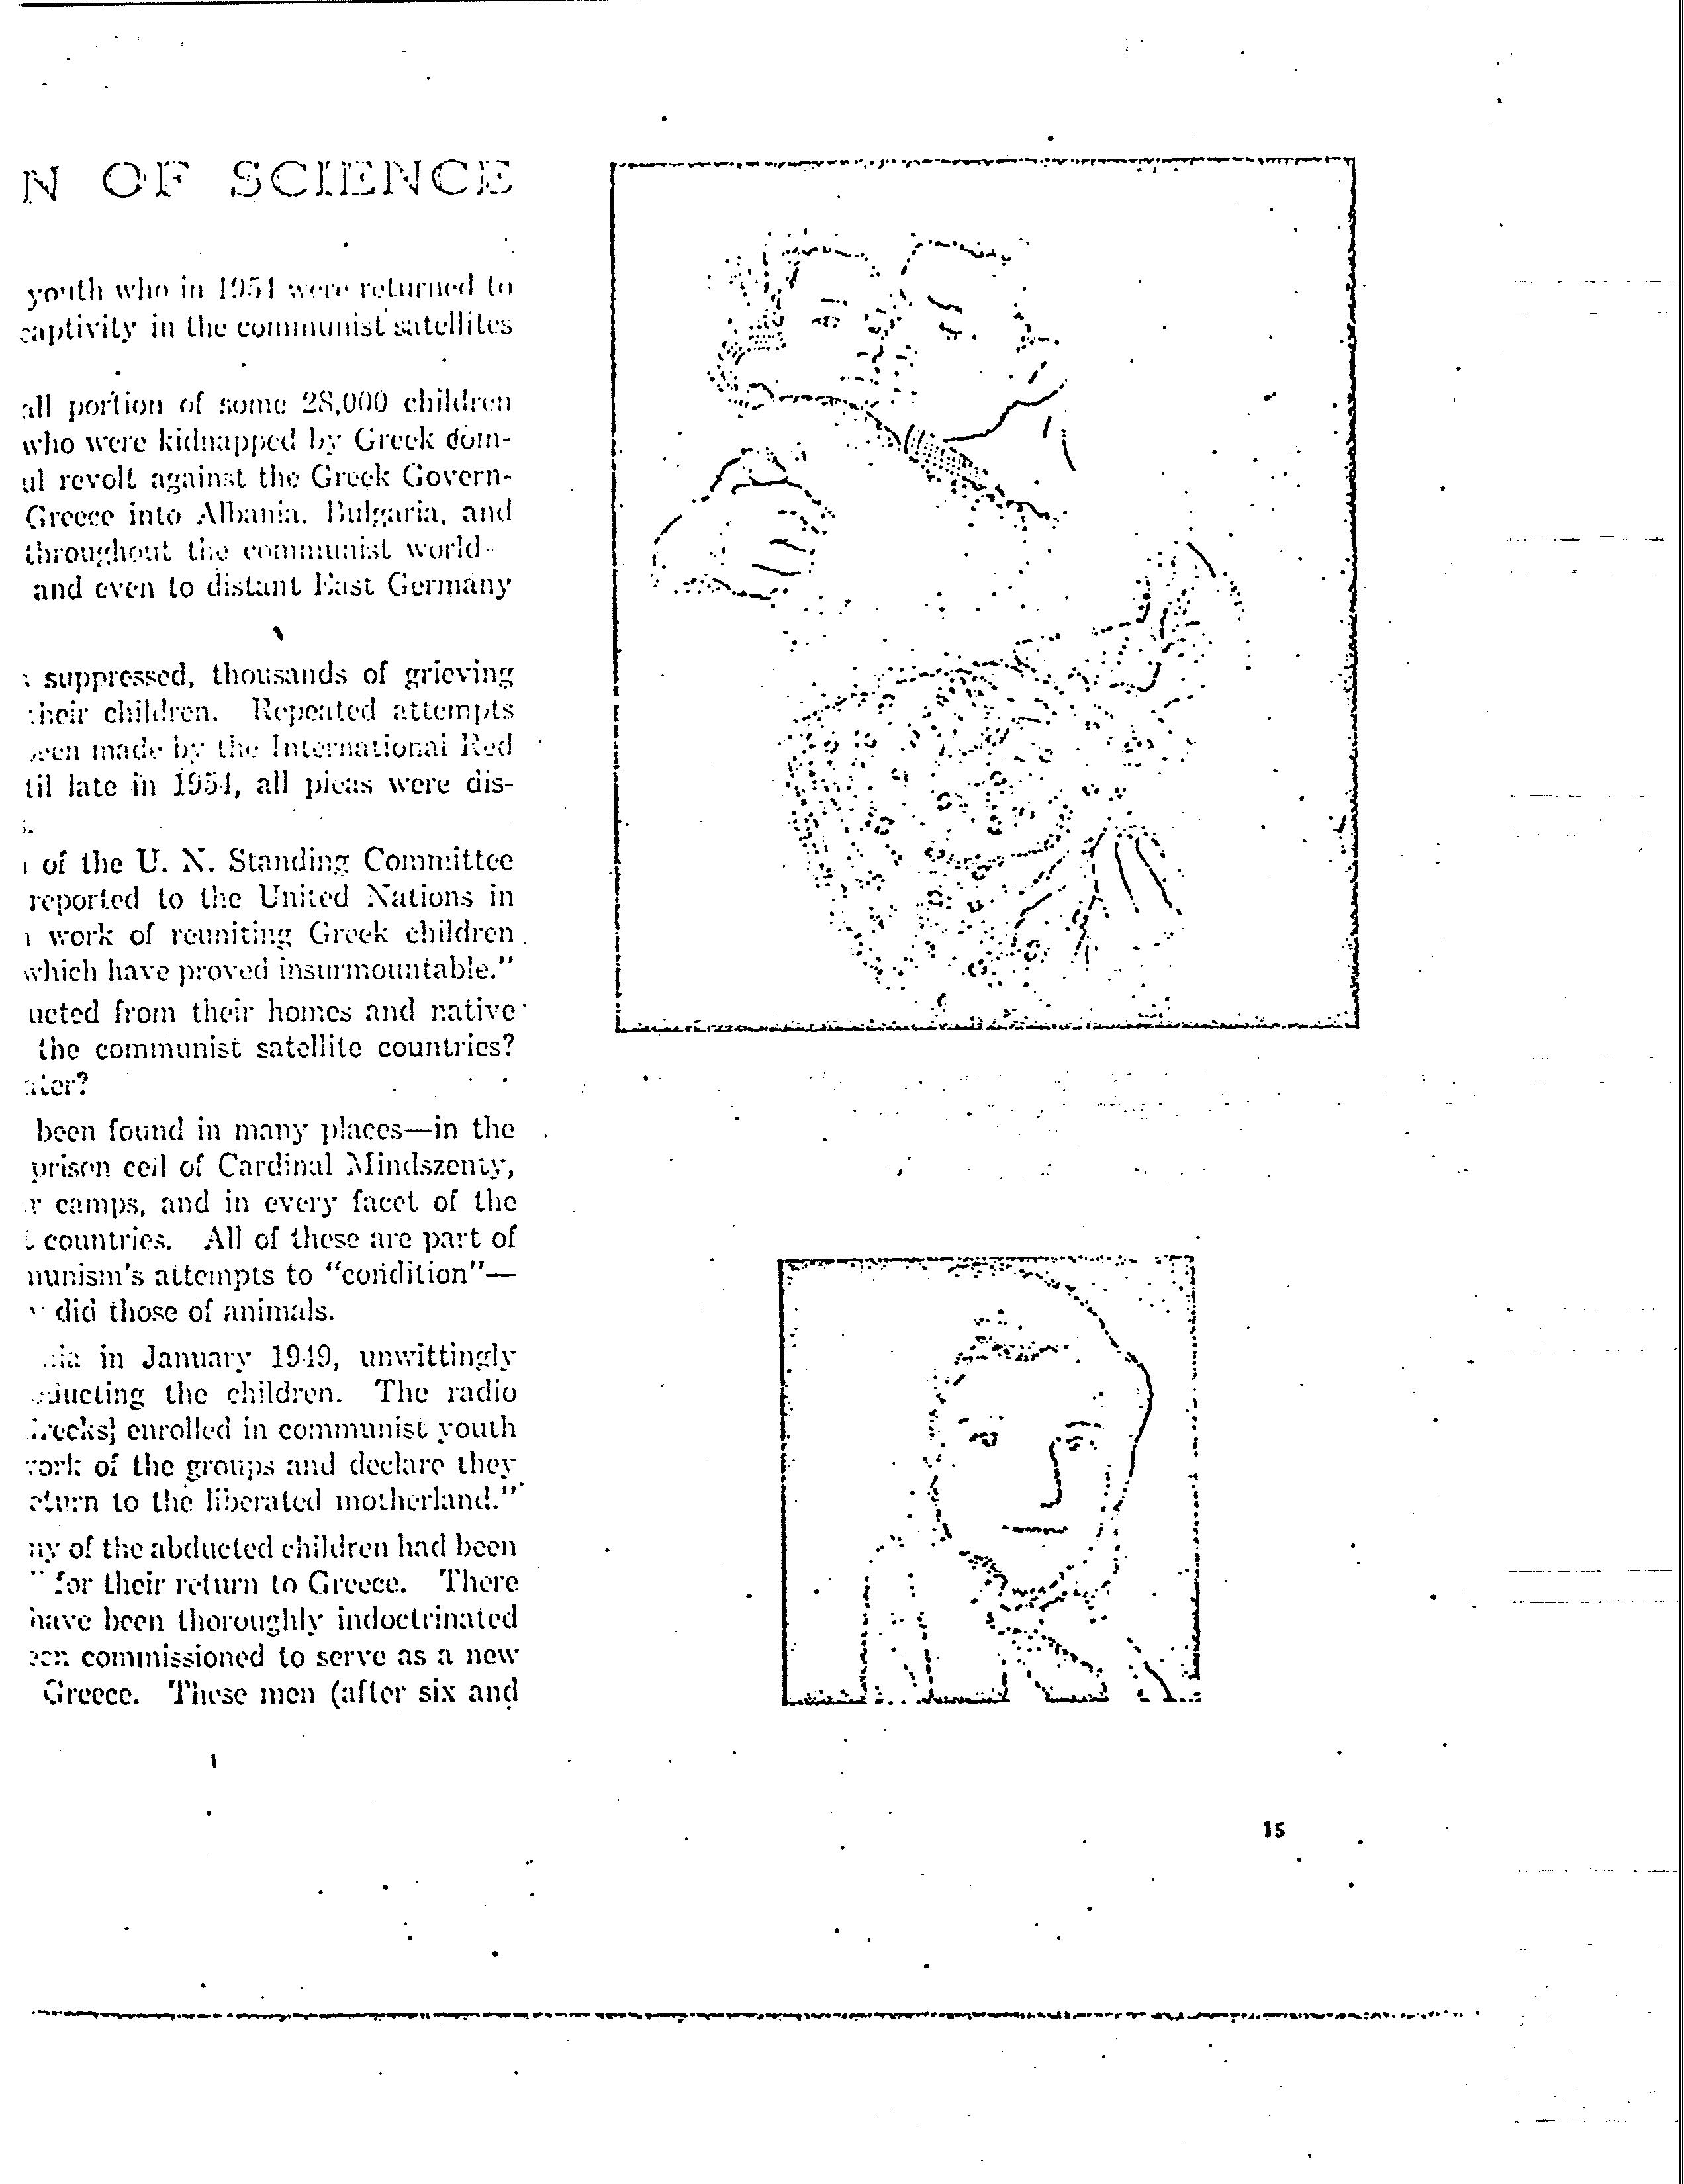 N OF SCIENCE
youth who in 1954 were returned to
captivity in the communist satellites
all portion of some 28,000 children
who were kidnapped by Greek dom-
ul revolt against the Greek Govern-
Greece into Albania, Bulgaria, and
throughout the communist world-
and even to distant East Germany
suppressed, thousands of grieving
their children. Repeated attempts
been made by the International Red
til late in 1954, all pleas were dis-
s.
of the U. N. Standing Committee
reported to the United Nations in
work of reuniting Greek children
which have proved insurmountable."
ucted from their homes and native
the communist satellite countries?
ater?
been found in many places—in the
prison cell of Cardinal Mindszenty,
r camps, and in every facet of the
t countries. All of these are part of
munism's attempts to "condition"—
did those of animals.
in January 1949, unwittingly
ducting the children. The radio
Greeks] enrolled in communist youth
work of the groups and declare they
eturn to the liberated motherland."
ny of the abducted children had been
" for their return to Greece. There
have been thoroughly indoctrinated
een commissioned to serve as a new
Greece. These men (after six and
15